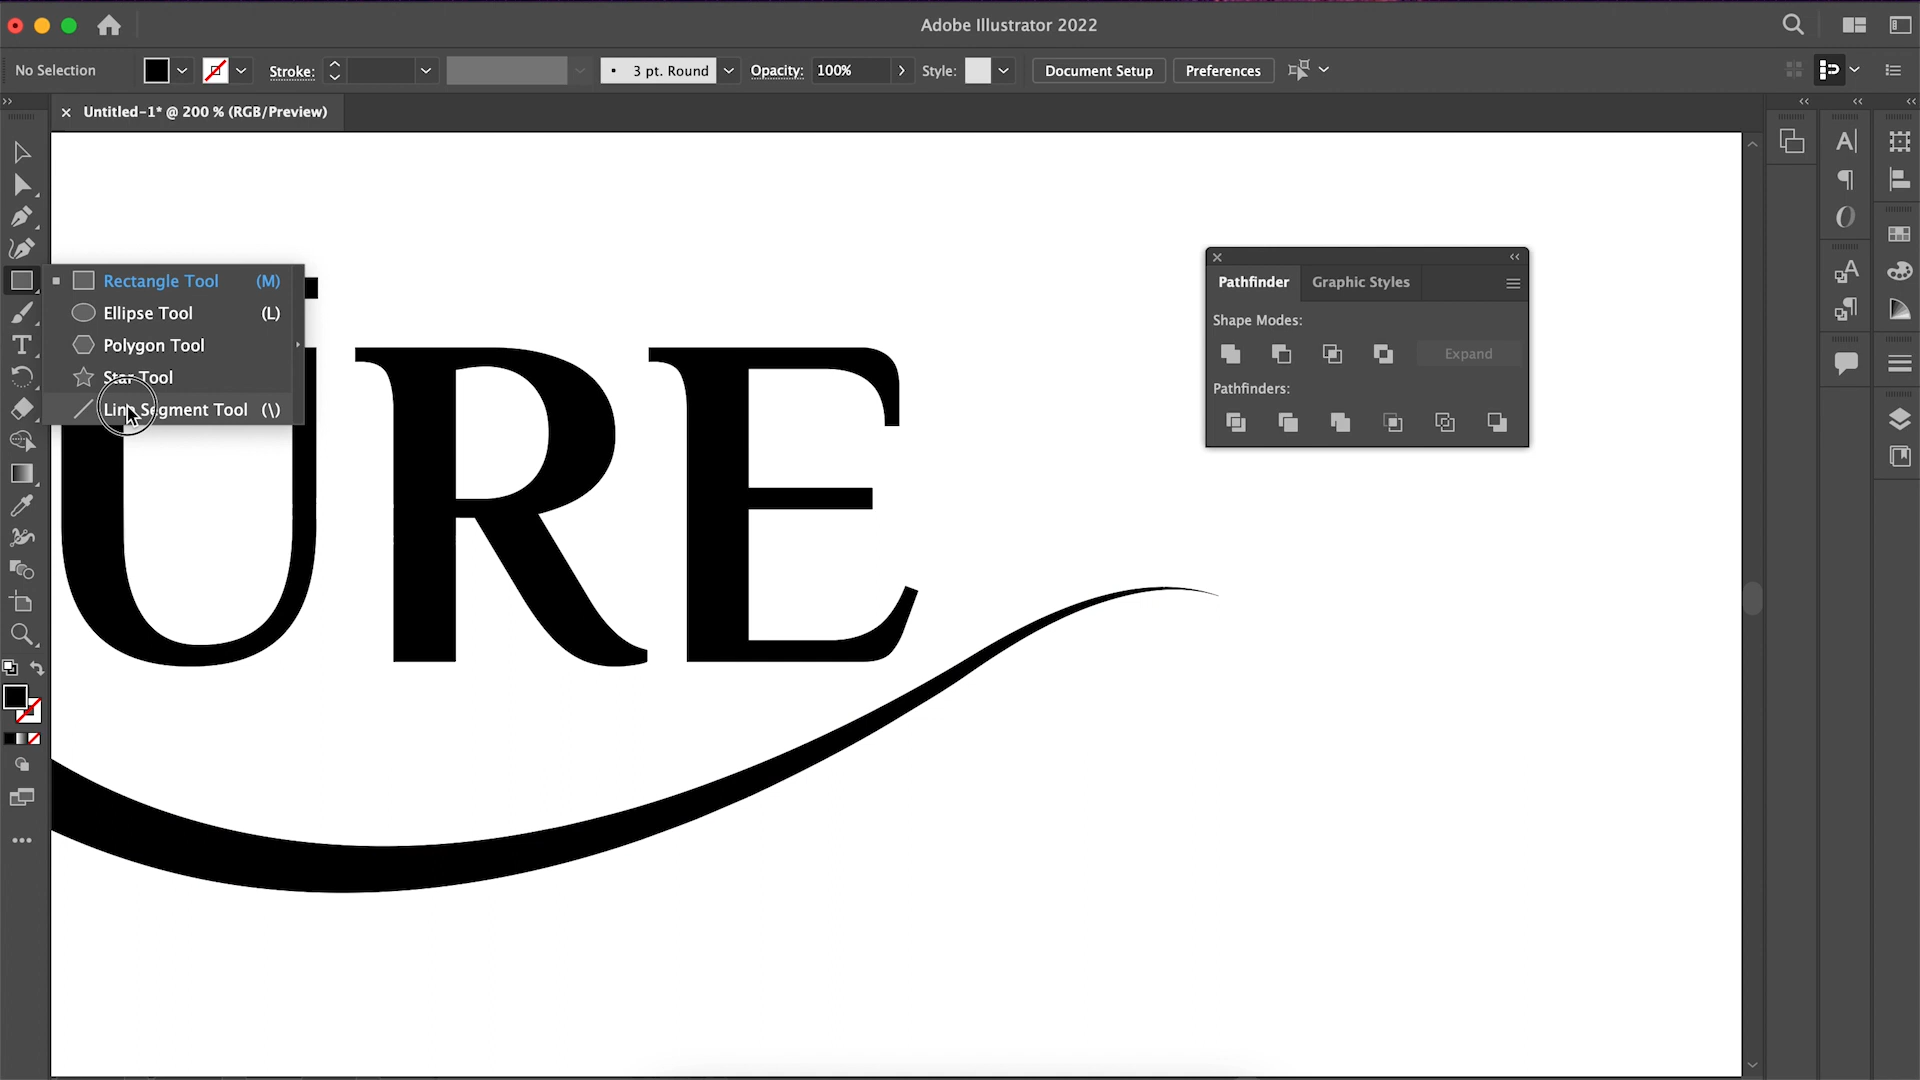 Adobe Illustrator 2022
No Selection
Stroke:
3 pt. Round
Opacity:
100%
Style:
Document Setup
Preferences
Untitled-1* @ 200 % (RGB/Preview)
Rectangle Tool (M)
Ellipse Tool (L)
Polygon Tool
Star Tool
Line Segment Tool (\)
URE
Pathfinder
Graphic Styles
Shape Modes:
Expand
Pathfinders: